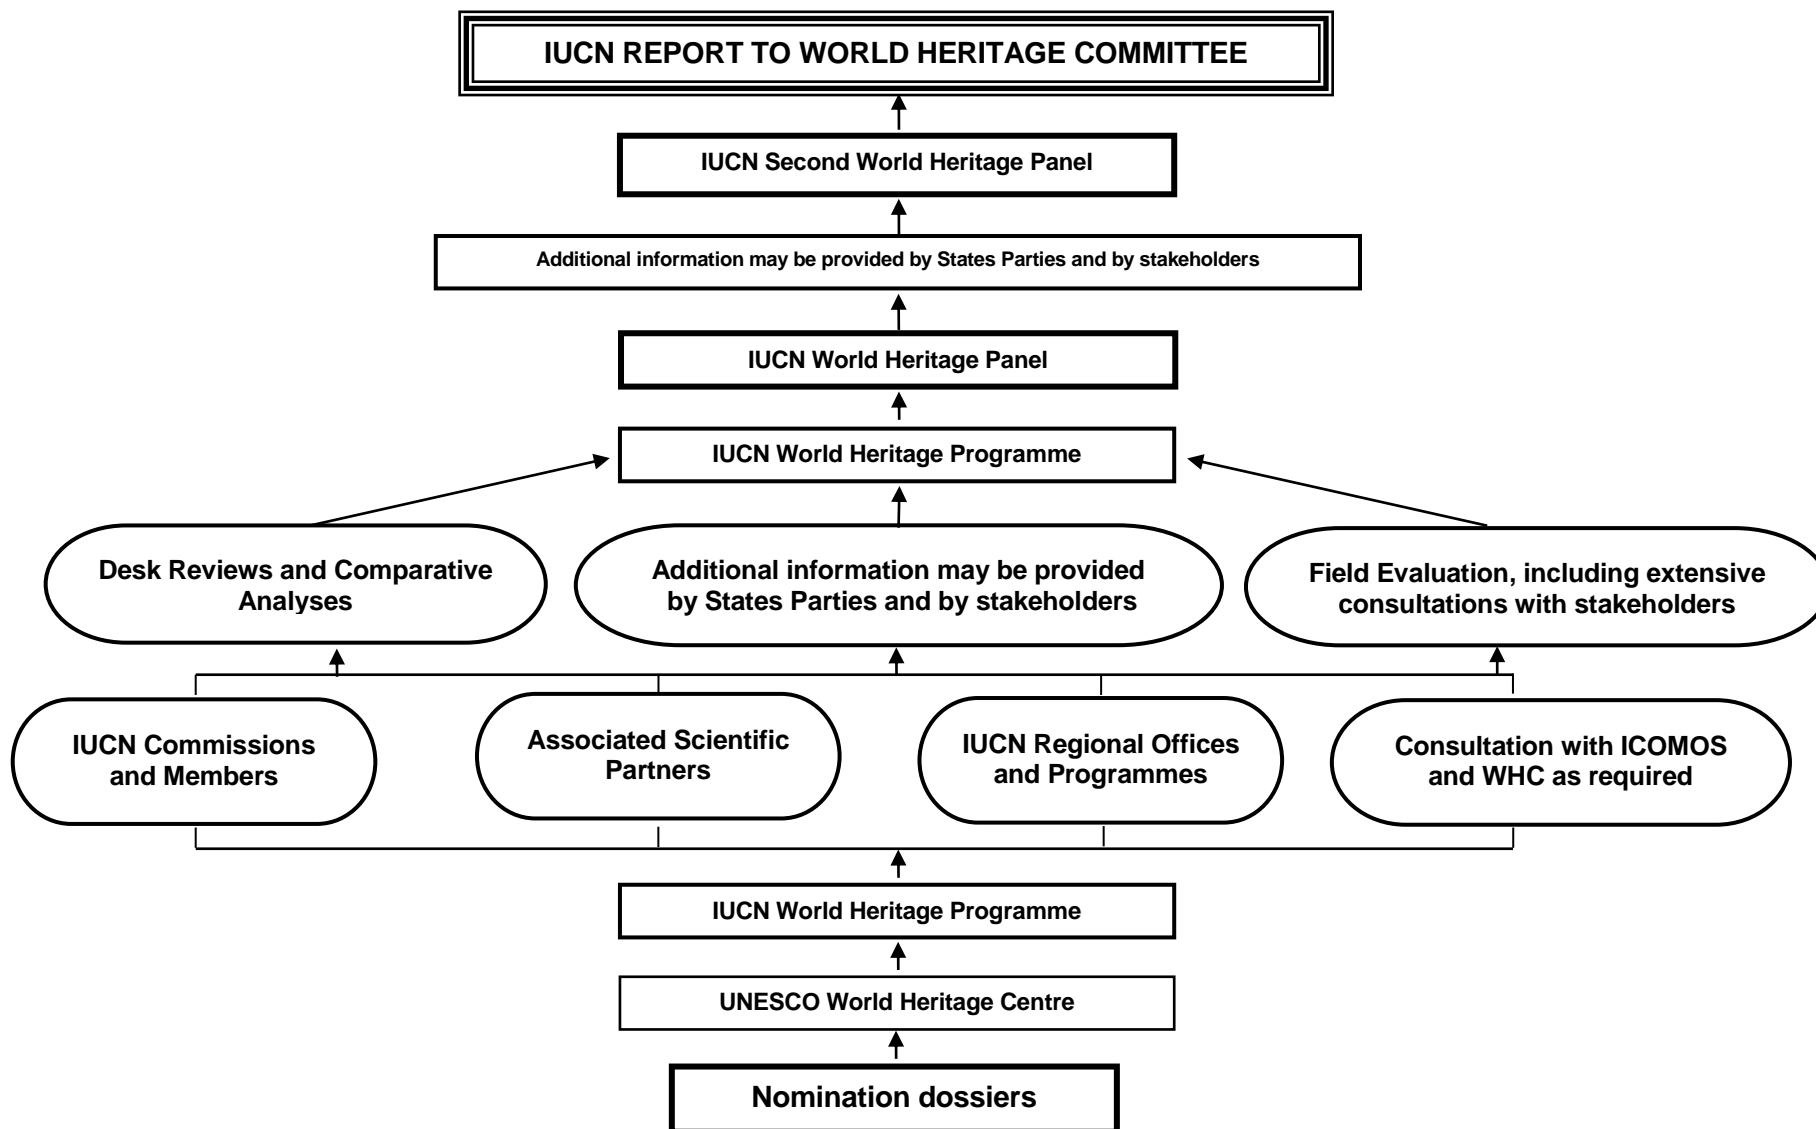 IUCN REPORT TO WORLD HERITAGE COMMITTEE
IUCN Second World Heritage Panel
Additional information may be provided by States Parties and by stakeholders
IUCN World Heritage Panel
IUCN World Heritage Programme
Desk Reviews and Comparative
Analyses
Additional information may be provided
by States Parties and by stakeholders
Field Evaluation, including extensive
consultations with stakeholders
IUCN Commissions
and Members
Associated Scientific
Partners
IUCN Regional Offices
and Programmes
Consultation with ICOMOS
and WHC as required
IUCN World Heritage Programme
UNESCO World Heritage Centre
Nomination dossiers